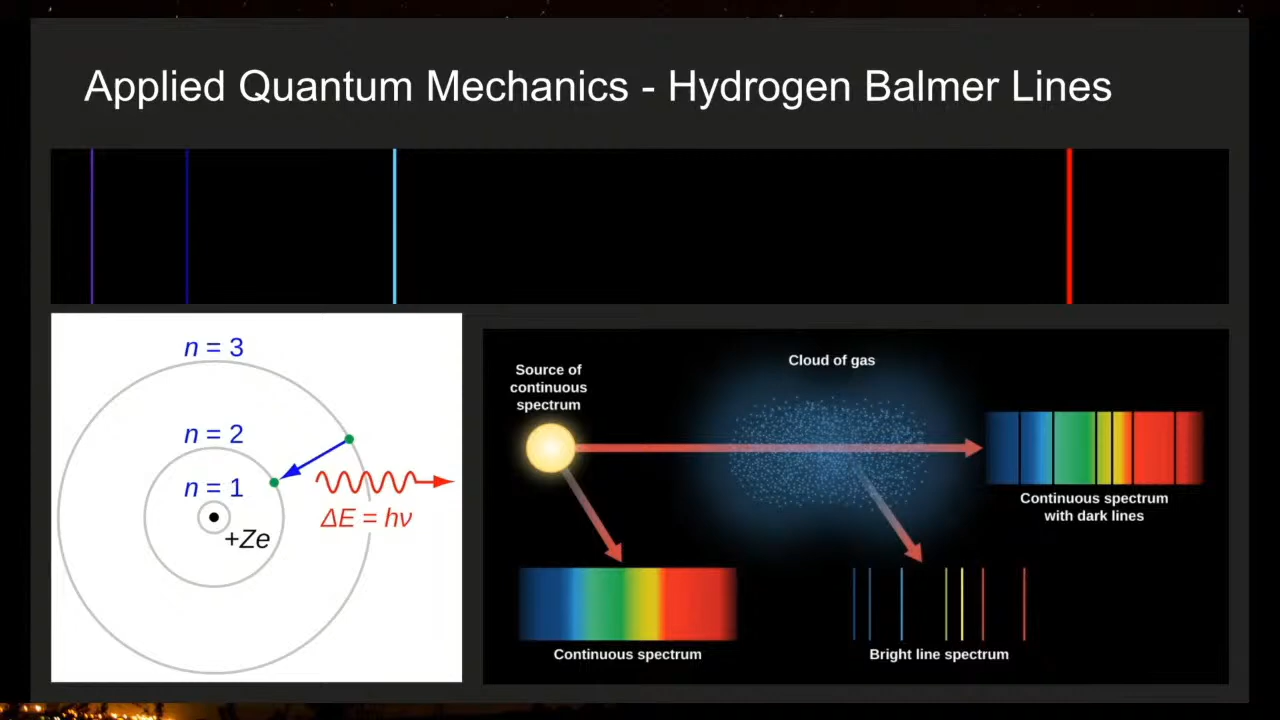 Applied Quantum Mechanics - Hydrogen Balmer Lines
n = 3
n = 2
n = 1
+Ze
ΔE = hν
Source of
continuous
spectrum
Cloud of gas
Continuous spectrum
with dark lines
Continuous spectrum
Bright line spectrum